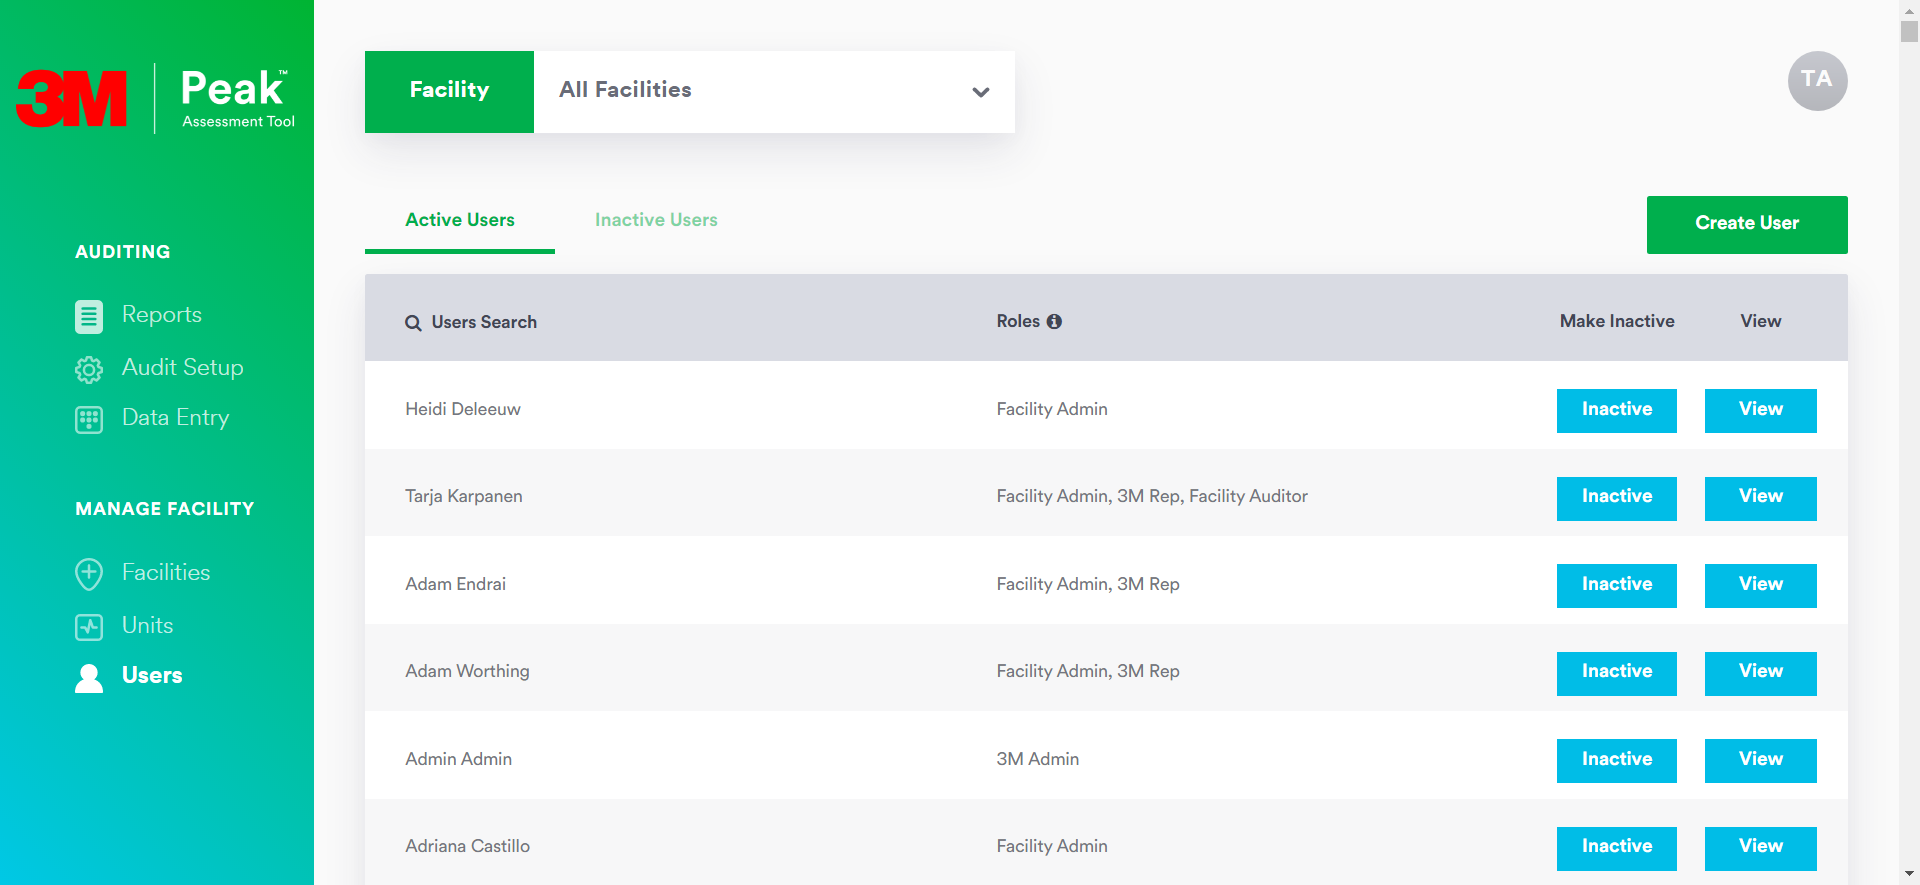 3M
Peak™
Assessment Tool
AUDITING
Reports
Audit Setup
Data Entry
MANAGE FACILITY
Facilities
Units
Users
Facility All Facilities
TA
Active Users Inactive Users
Create User
Users Search Roles Make Inactive View
Heidi Deleeuw Facility Admin Inactive View
Tarja Karpanen Facility Admin, 3M Rep, Facility Auditor Inactive View
Adam Endrai Facility Admin, 3M Rep Inactive View
Adam Worthing Facility Admin, 3M Rep Inactive View
Admin Admin 3M Admin Inactive View
Adriana Castillo Facility Admin Inactive View